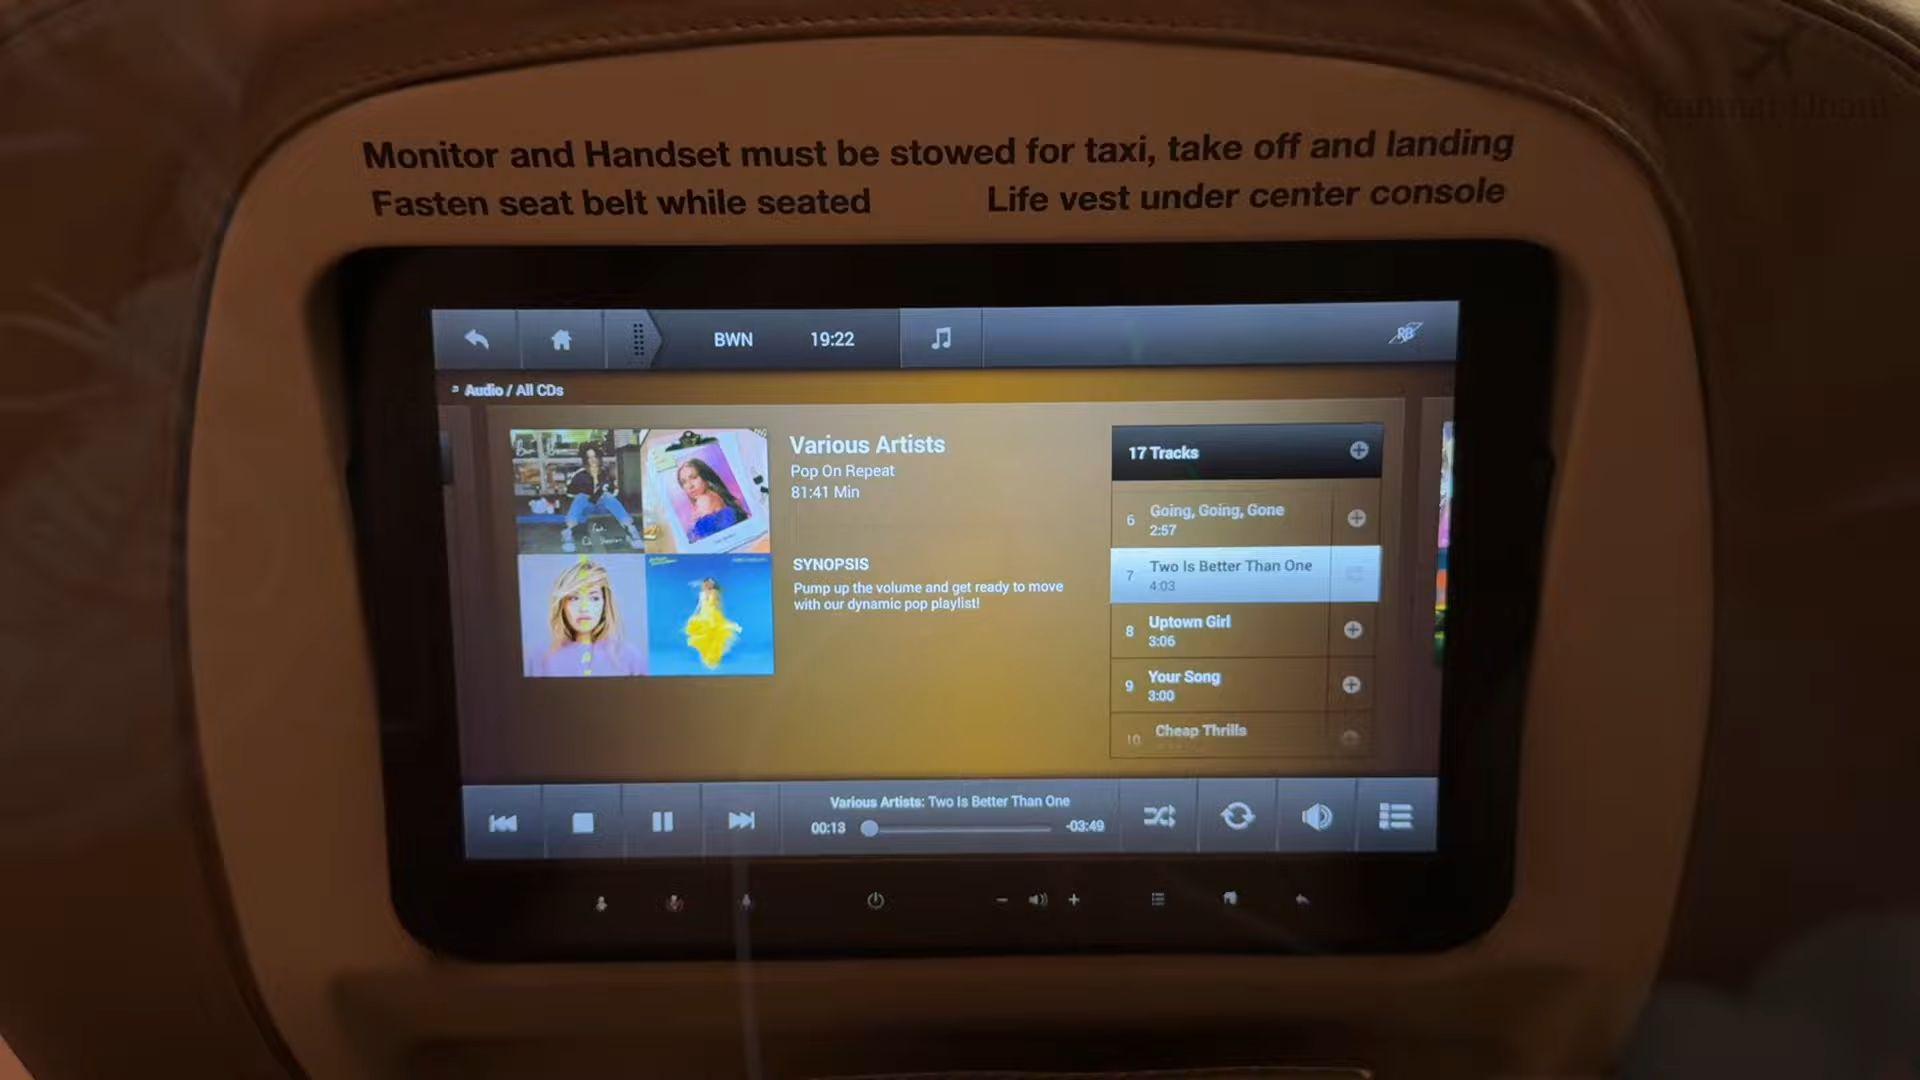 Monitor and Handset must be stowed for taxi, take off and landing
Fasten seat belt while seated Life vest under center console
BWN 19:22
RB
Audio / All CDs
Various Artists
Pop On Repeat
81:41 Min
SYNOPSIS
Pump up the volume and get ready to move
with our dynamic pop playlist!
17 Tracks
6 Going, Going, Gone
2:57
7 Two Is Better Than One
4:03
8 Uptown Girl
3:06
9 Your Song
3:00
10 Cheap Thrills
Various Artists: Two Is Better Than One
00:13 -03:49